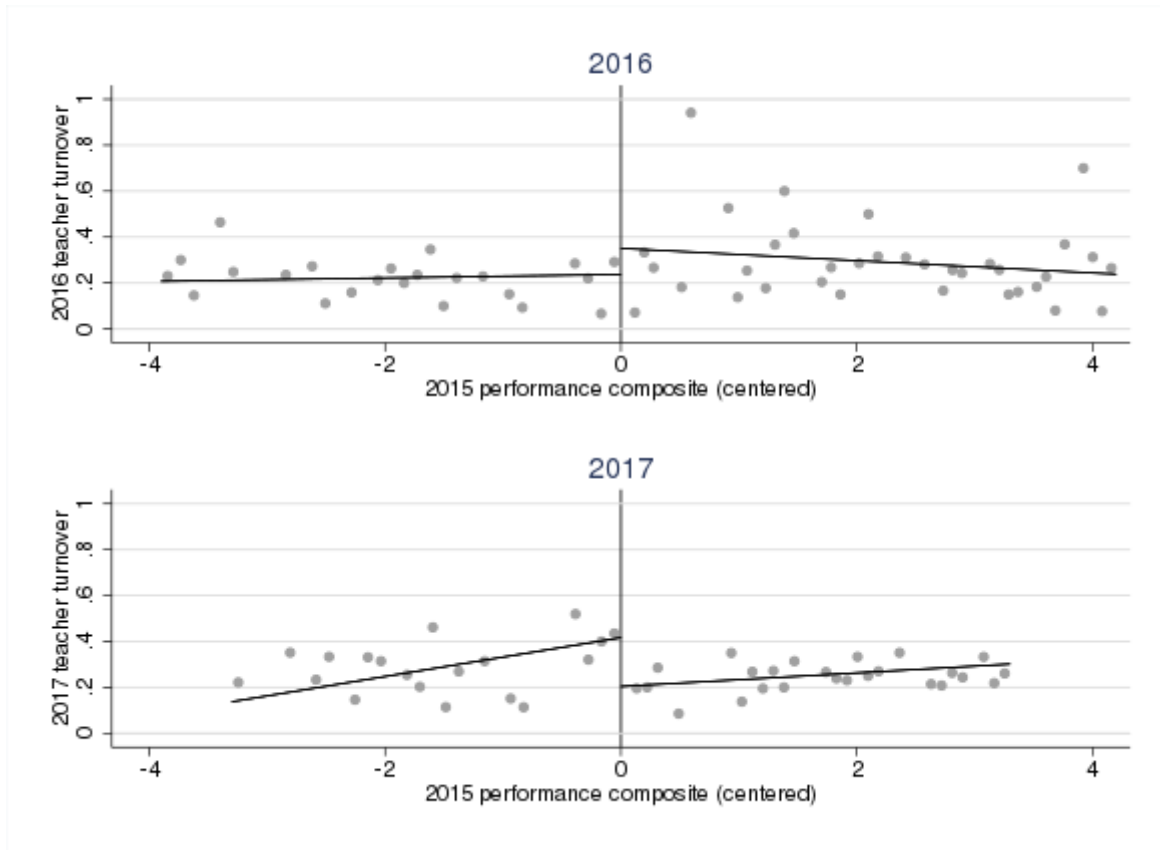 2016
2016 teacher turnover
1
.8
.6
.4
.2
0
-4 -2 0 2 4
2015 performance composite (centered)
2017
2017 teacher turnover
1
.8
.6
.4
.2
0
-4 -2 0 2 4
2015 performance composite (centered)